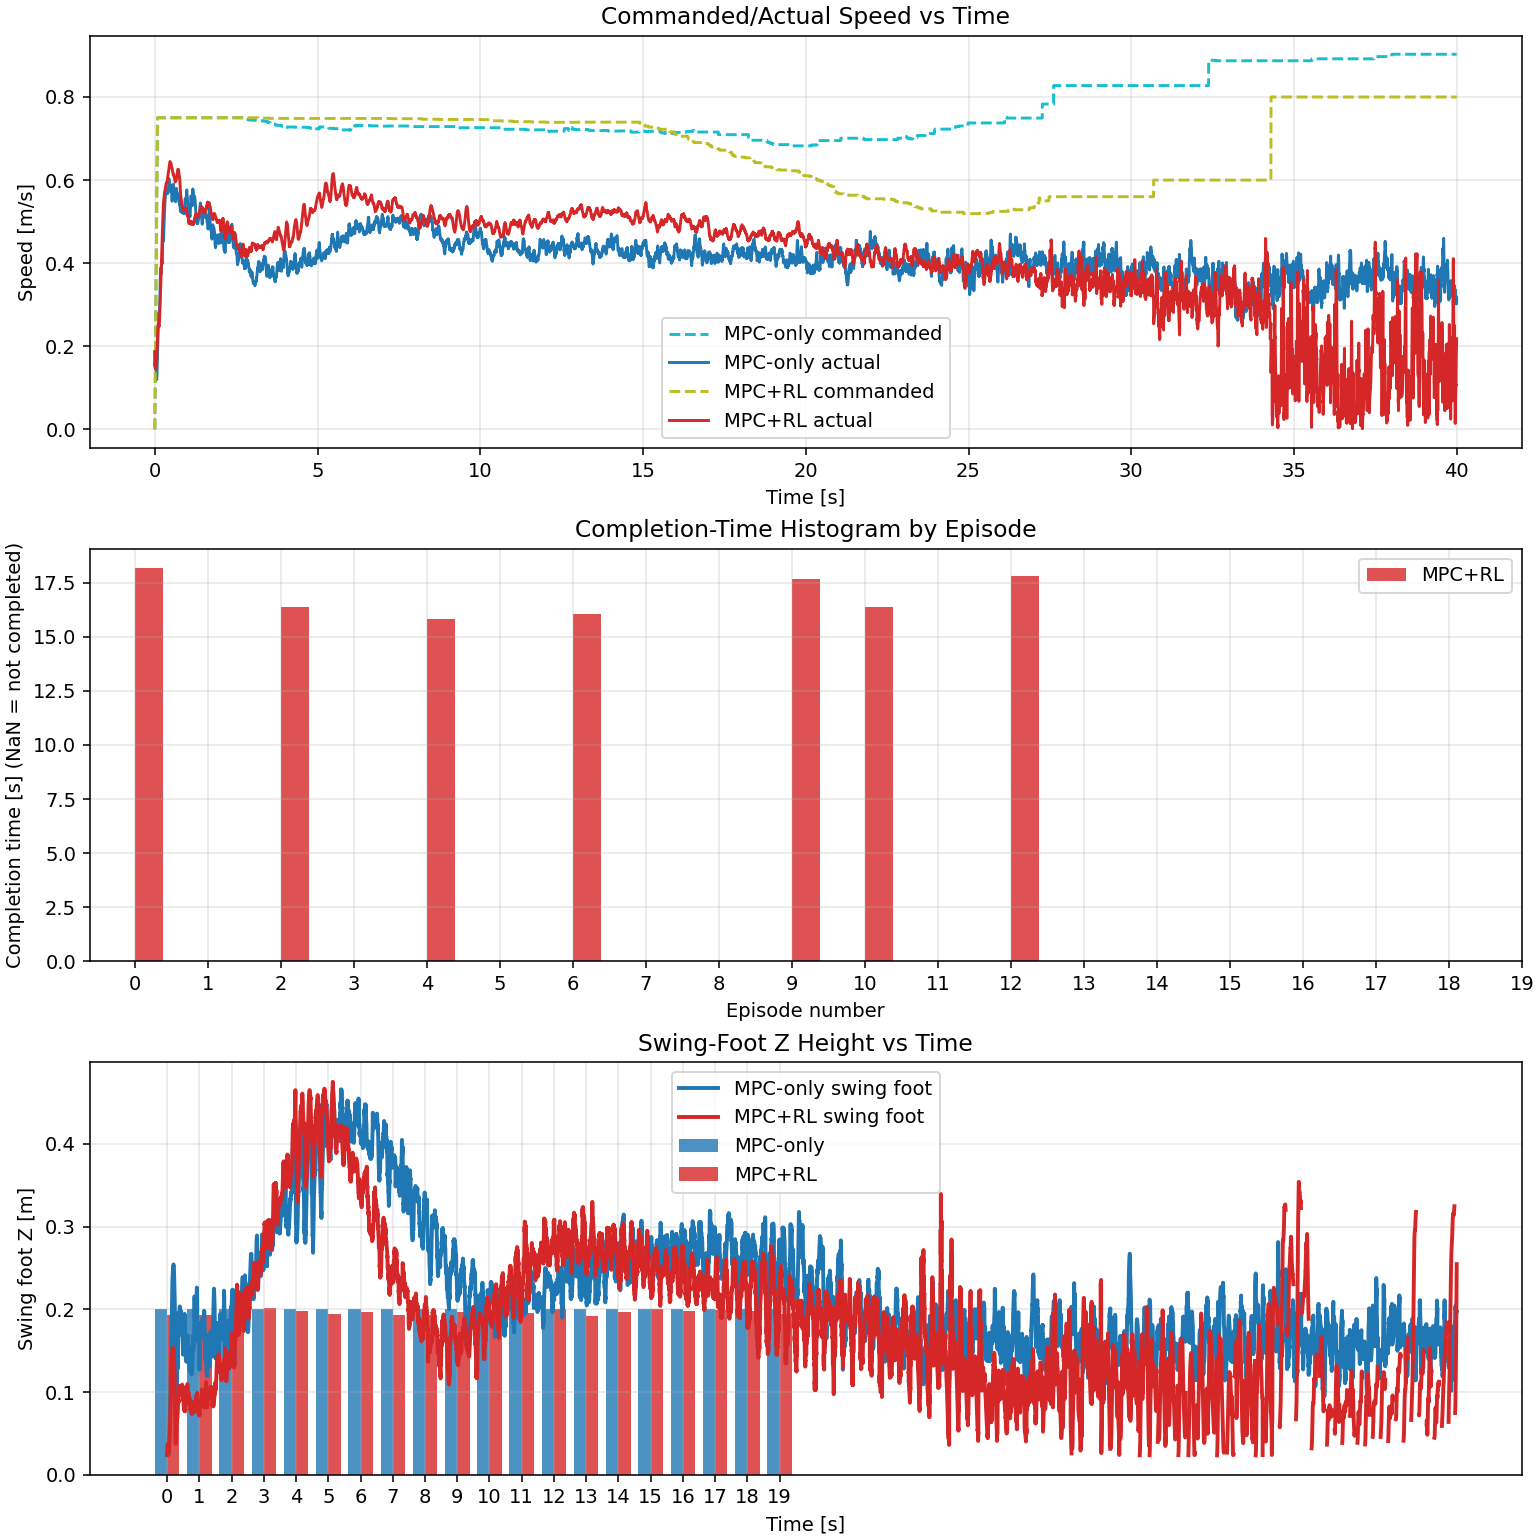 Commanded/Actual Speed vs Time
Speed [m/s]
0.8
0.6
0.4
0.2
0.0
MPC-only commanded
MPC-only actual
MPC+RL commanded
MPC+RL actual
0 5 10 15 20 25 30 35 40
Time [s]
Completion-Time Histogram by Episode
Completion time [s] (NaN = not completed)
17.5
15.0
12.5
10.0
7.5
5.0
2.5
0.0
MPC+RL
0 1 2 3 4 5 6 7 8 9 10 11 12 13 14 15 16 17 18 19
Episode number
Swing-Foot Z Height vs Time
Swing foot Z [m]
0.4
0.3
0.2
0.1
0.0
MPC-only swing foot
MPC+RL swing foot
MPC-only
MPC+RL
0 1 2 3 4 5 6 7 8 9 10 11 12 13 14 15 16 17 18 19
Time [s]